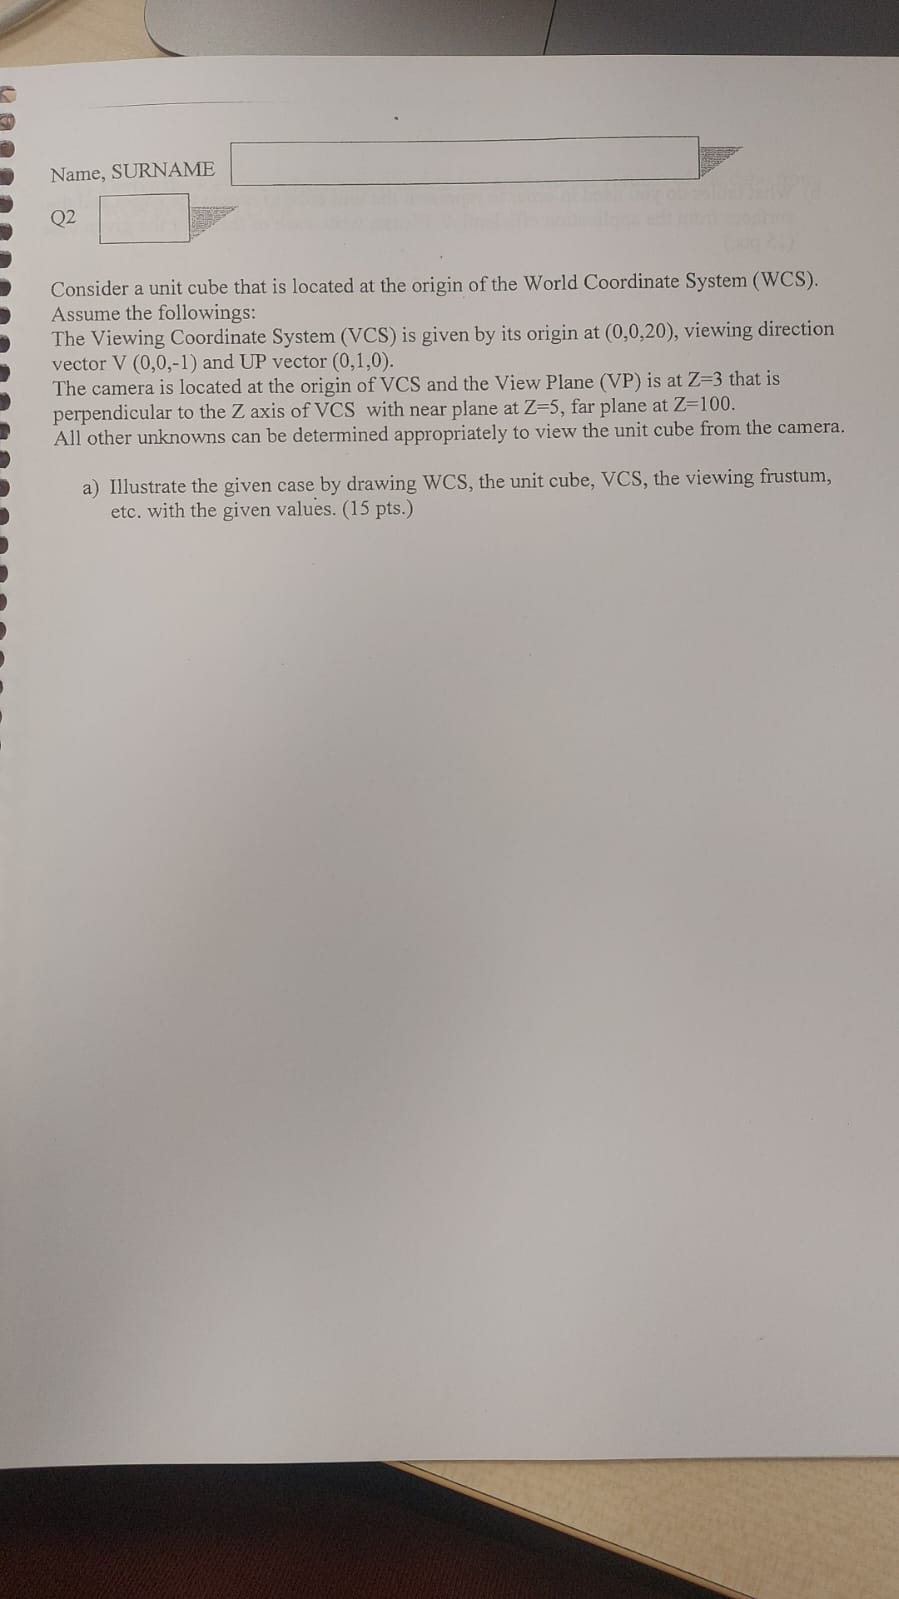 Name, SURNAME
Q2
Consider a unit cube that is located at the origin of the World Coordinate System (WCS).
Assume the followings:
The Viewing Coordinate System (VCS) is given by its origin at (0,0,20), viewing direction
vector V (0,0,-1) and UP vector (0,1,0).
The camera is located at the origin of VCS and the View Plane (VP) is at Z=3 that is
perpendicular to the Z axis of VCS with near plane at Z=5, far plane at Z=100.
All other unknowns can be determined appropriately to view the unit cube from the camera.
a) Illustrate the given case by drawing WCS, the unit cube, VCS, the viewing frustum,
etc. with the given values. (15 pts.)